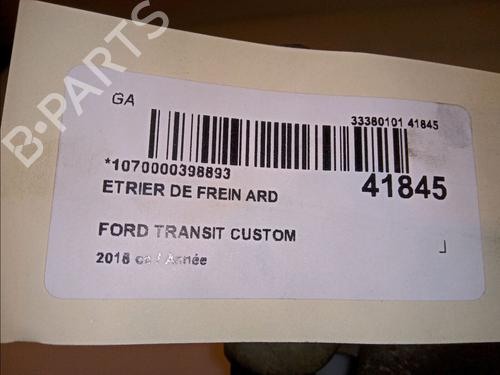 B-PARTS
GA
33380101 41845
*1070000398893
41845
ETRIER DE FREIN ARD
FORD TRANSIT CUSTOM
2018 / Année